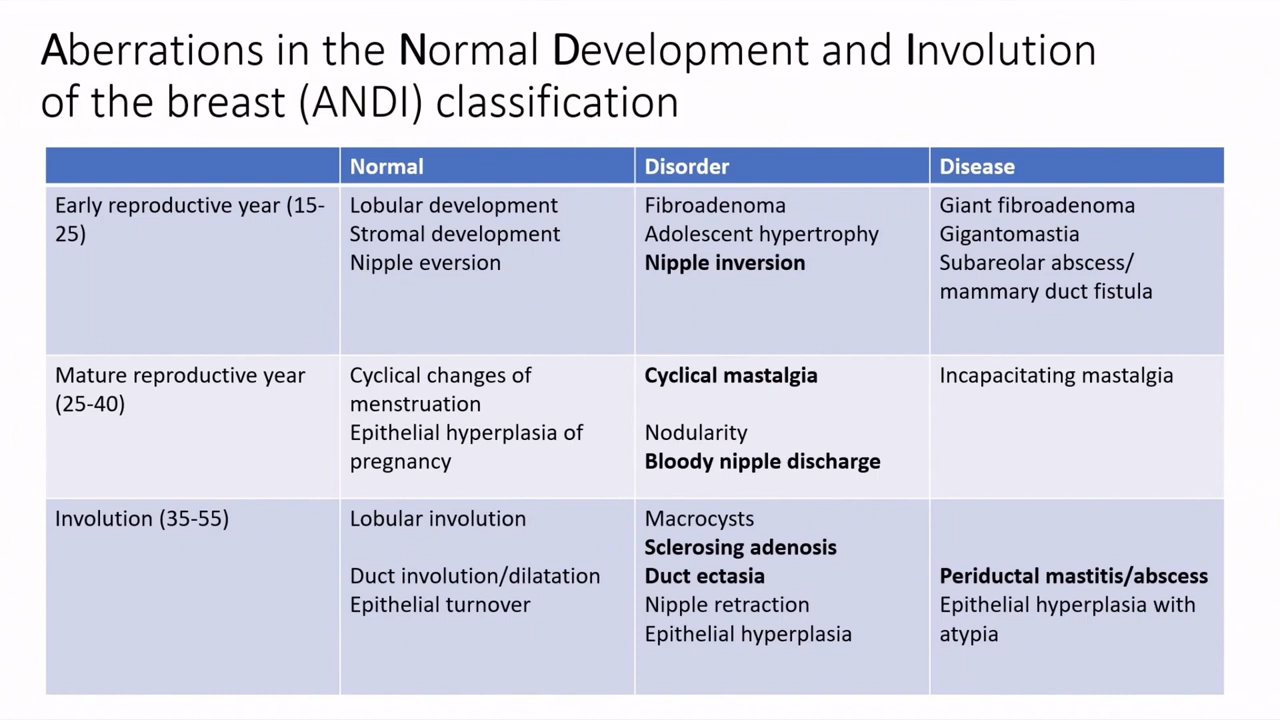 Aberrations in the Normal Development and Involution
of the breast (ANDI) classification
Normal Disorder Disease
Early reproductive year (15-
25)
Lobular development
Stromal development
Nipple eversion
Fibroadenoma
Adolescent hypertrophy
Nipple inversion
Giant fibroadenoma
Gigantomastia
Subareolar abscess/
mammary duct fistula
Mature reproductive year
(25-40)
Cyclical changes of
menstruation
Epithelial hyperplasia of
pregnancy
Cyclical mastalgia
Nodularity
Bloody nipple discharge
Incapacitating mastalgia
Involution (35-55)
Lobular involution
Duct involution/dilatation
Epithelial turnover
Macrocysts
Sclerosing adenosis
Duct ectasia
Nipple retraction
Epithelial hyperplasia
Periductal mastitis/abscess
Epithelial hyperplasia with
atypia